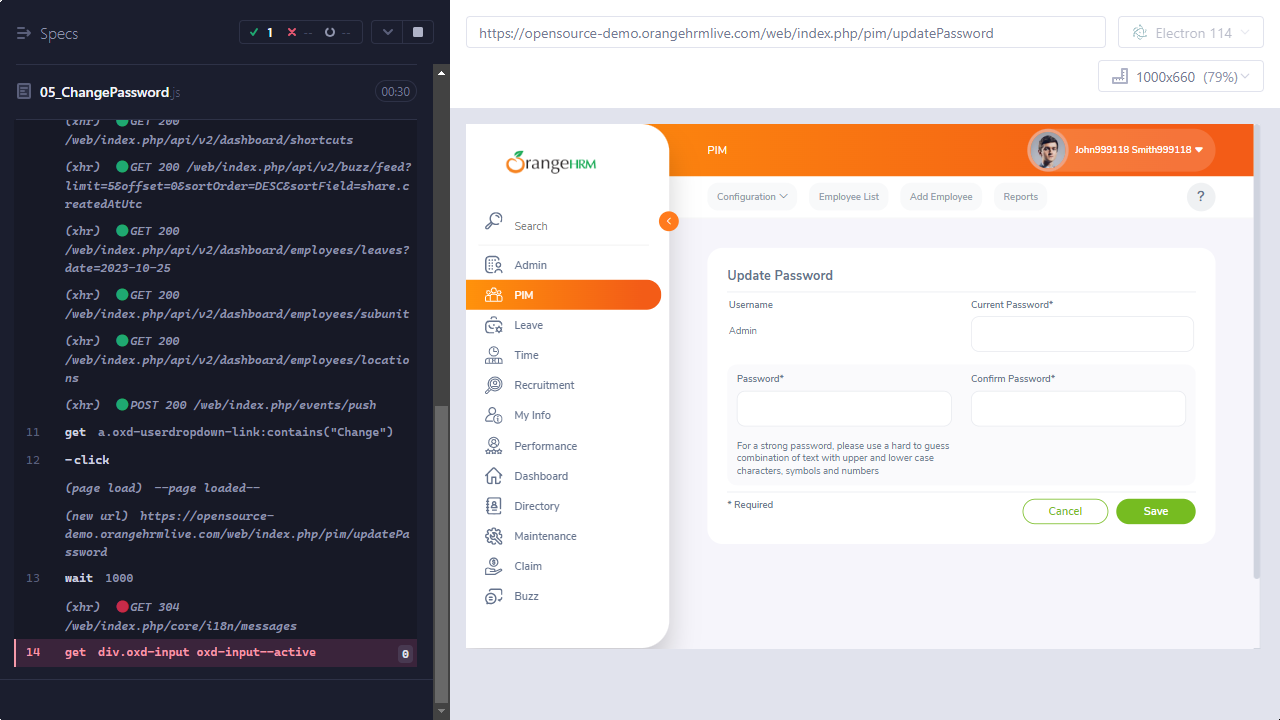 Specs
1
--
--
05_ChangePassword.js
00:30
(xhr) GET 200
/web/index.php/api/v2/dashboard/shortcuts
(xhr) GET 200 /web/index.php/api/v2/buzz/feed?
limit=5&offset=0&sortOrder=DESC&sortField=share.c
reatedAtUtc
(xhr) GET 200
/web/index.php/api/v2/dashboard/employees/leaves?
date=2023-10-25
(xhr) GET 200
/web/index.php/api/v2/dashboard/employees/subunit
(xhr) GET 200
/web/index.php/api/v2/dashboard/employees/locatio
ns
(xhr) POST 200 /web/index.php/events/push
11 get a.oxd-userdropdown-link:contains("Change")
12 -click
(page load) --page loaded--
(new url) https://opensource-
demo.orangehrmlive.com/web/index.php/pim/updatePa
ssword
13 wait 1000
(xhr) GET 304
/web/index.php/core/i18n/messages
14 get div.oxd-input oxd-input--active 0
https://opensource-demo.orangehrmlive.com/web/index.php/pim/updatePassword
Electron 114
1000x660 (79%)
OrangeHRM
Search
Admin
PIM
Leave
Time
Recruitment
My Info
Performance
Dashboard
Directory
Maintenance
Claim
Buzz
PIM
John999118 Smith999118
Configuration
Employee List
Add Employee
Reports
?
Update Password
Username
Current Password*
Admin
Password*
Confirm Password*
For a strong password, please use a hard to guess
combination of text with upper and lower case
characters, symbols and numbers
* Required
Cancel
Save